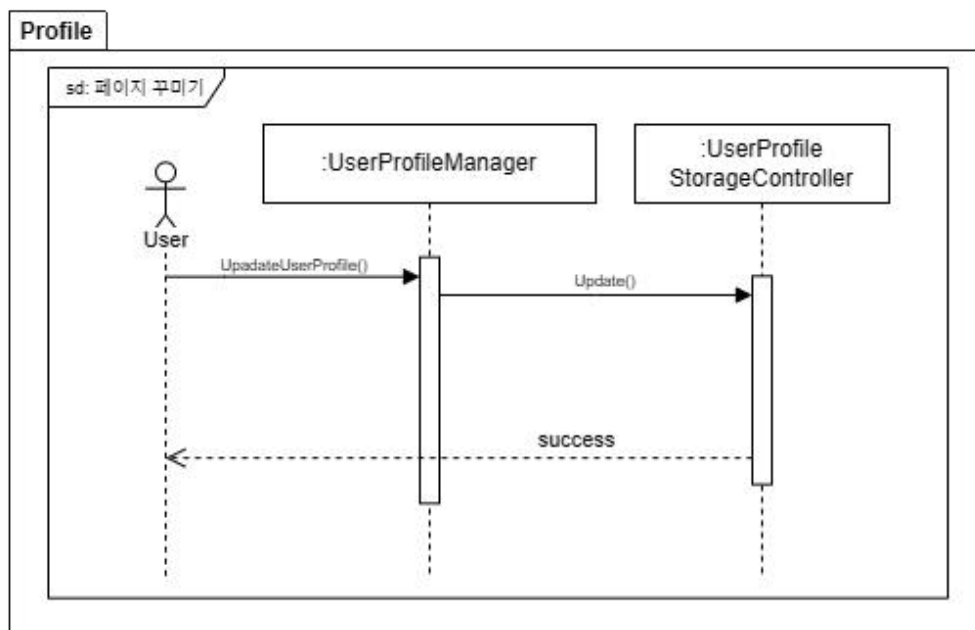 Profile
sd: 페이지 꾸미기
:UserProfileManager
:UserProfile
StorageController
User
UpadateUserProfile()
Update()
success